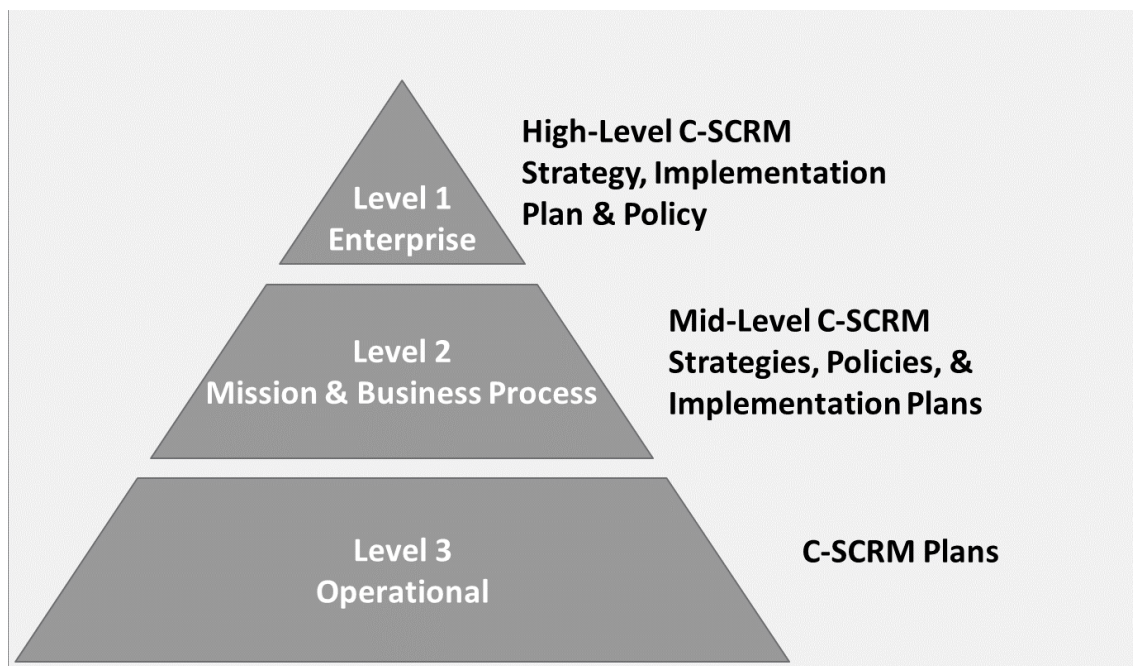 Level 1
Enterprise
High-Level C-SCRM
Strategy, Implementation
Plan & Policy
Level 2
Mission & Business Process
Mid-Level C-SCRM
Strategies, Policies, &
Implementation Plans
Level 3
Operational
C-SCRM Plans